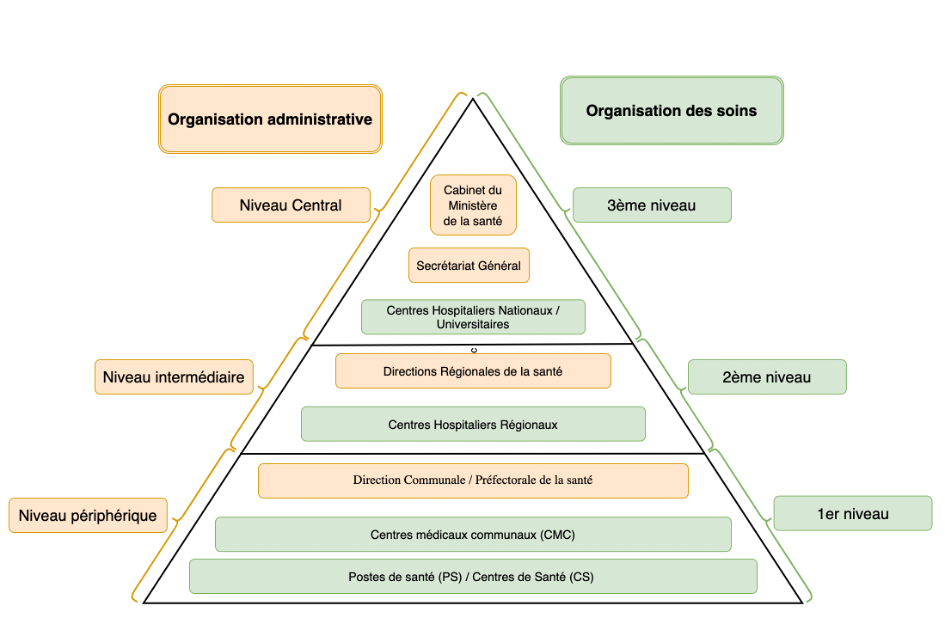 Organisation administrative
Organisation des soins
Niveau Central
Cabinet du
Ministère
de la santé
3ème niveau
Secrétariat Général
Centres Hospitaliers Nationaux /
Universitaires
c
Niveau intermédiaire
Directions Régionales de la santé
2ème niveau
Centres Hospitaliers Régionaux
Direction Communale / Préfectorale de la santé
Niveau périphérique
1er niveau
Centres médicaux communaux (CMC)
Postes de santé (PS) / Centres de Santé (CS)